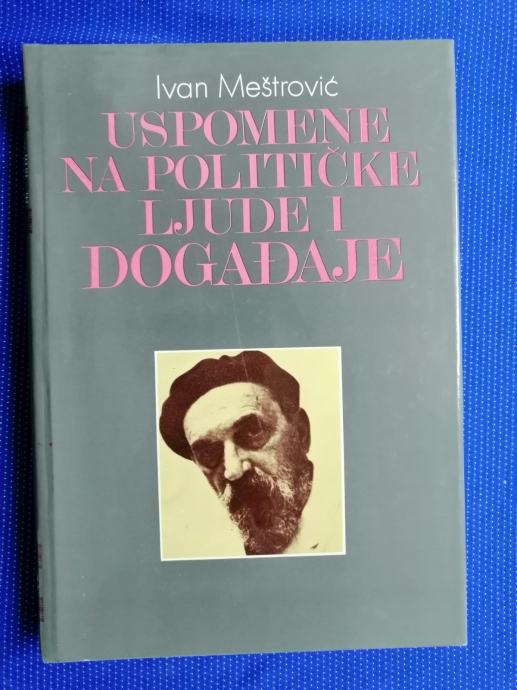 Ivan Meštrović
USPOMENE
NA POLITIČKE
LJUDE I
DOGAĐAJE